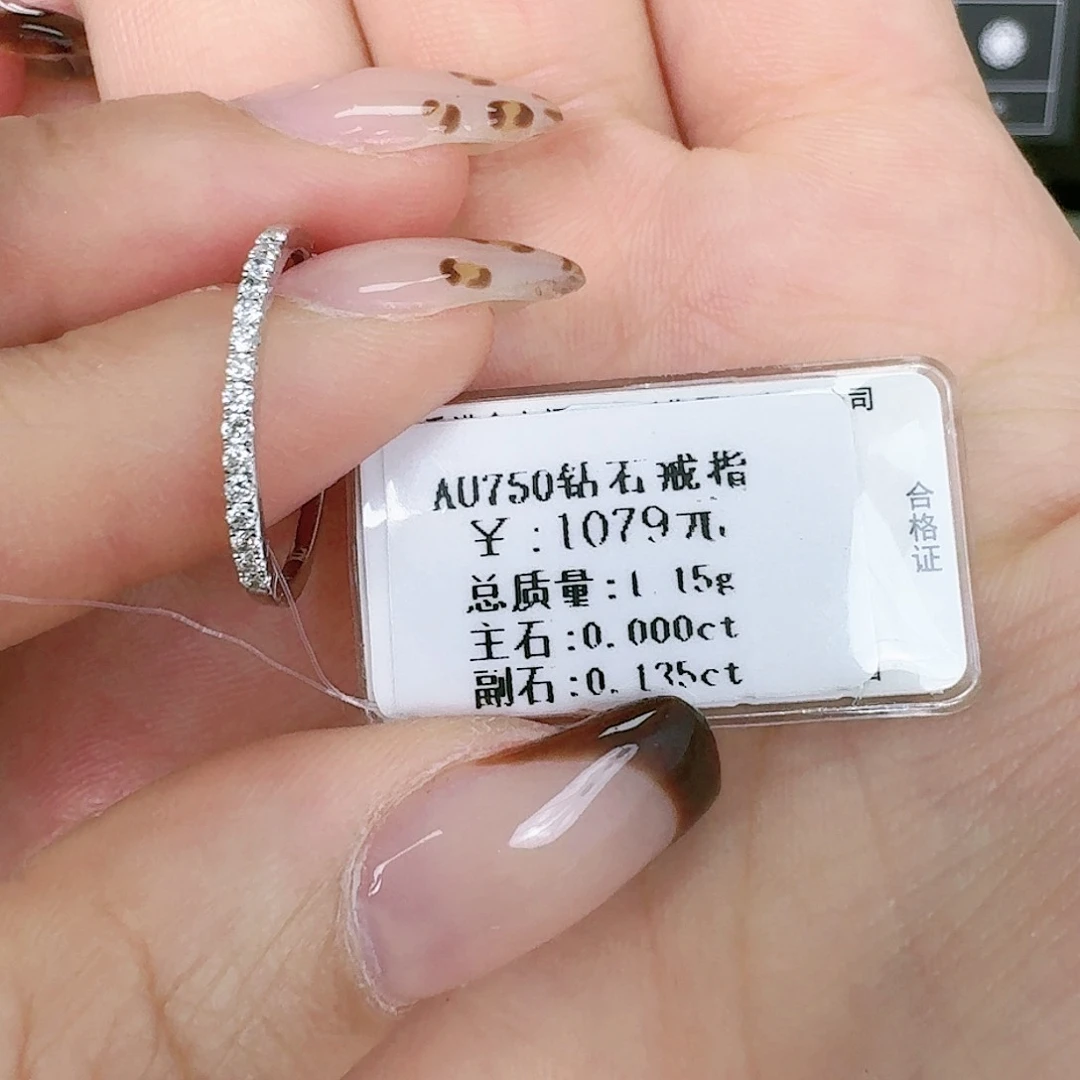 司
AU750钻石戒指
￥:1079元
总质量:1.15g
主石:0.000ct
副石:0.135ct
合格证